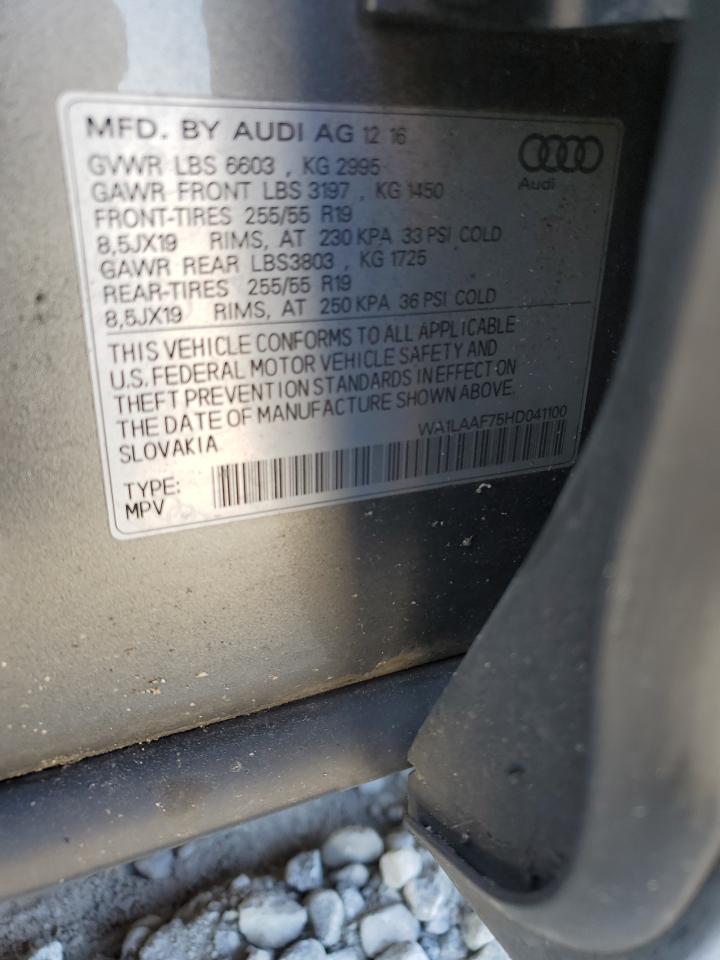 MFD. BY AUDI AG 12 16
Audi
GVWR LBS 6603 , KG 2995
GAWR FRONT LBS 3197 , KG 1450
FRONT-TIRES 255/55 R19
8,5JX19 RIMS, AT 230 KPA 33 PSI COLD
GAWR REAR LBS3803 , KG 1725
REAR-TIRES 255/55 R19
8,5JX19 RIMS, AT 250 KPA 36 PSI COLD
THIS VEHICLE CONFORMS TO ALL APPLICABLE
U.S. FEDERAL MOTOR VEHICLE SAFETY AND
THEFT PREVENTION STANDARDS IN EFFECT ON
THE DATE OF MANUFACTURE SHOWN ABOVE.
SLOVAKIA
WA1LAAF75HD041100
TYPE:
MPV